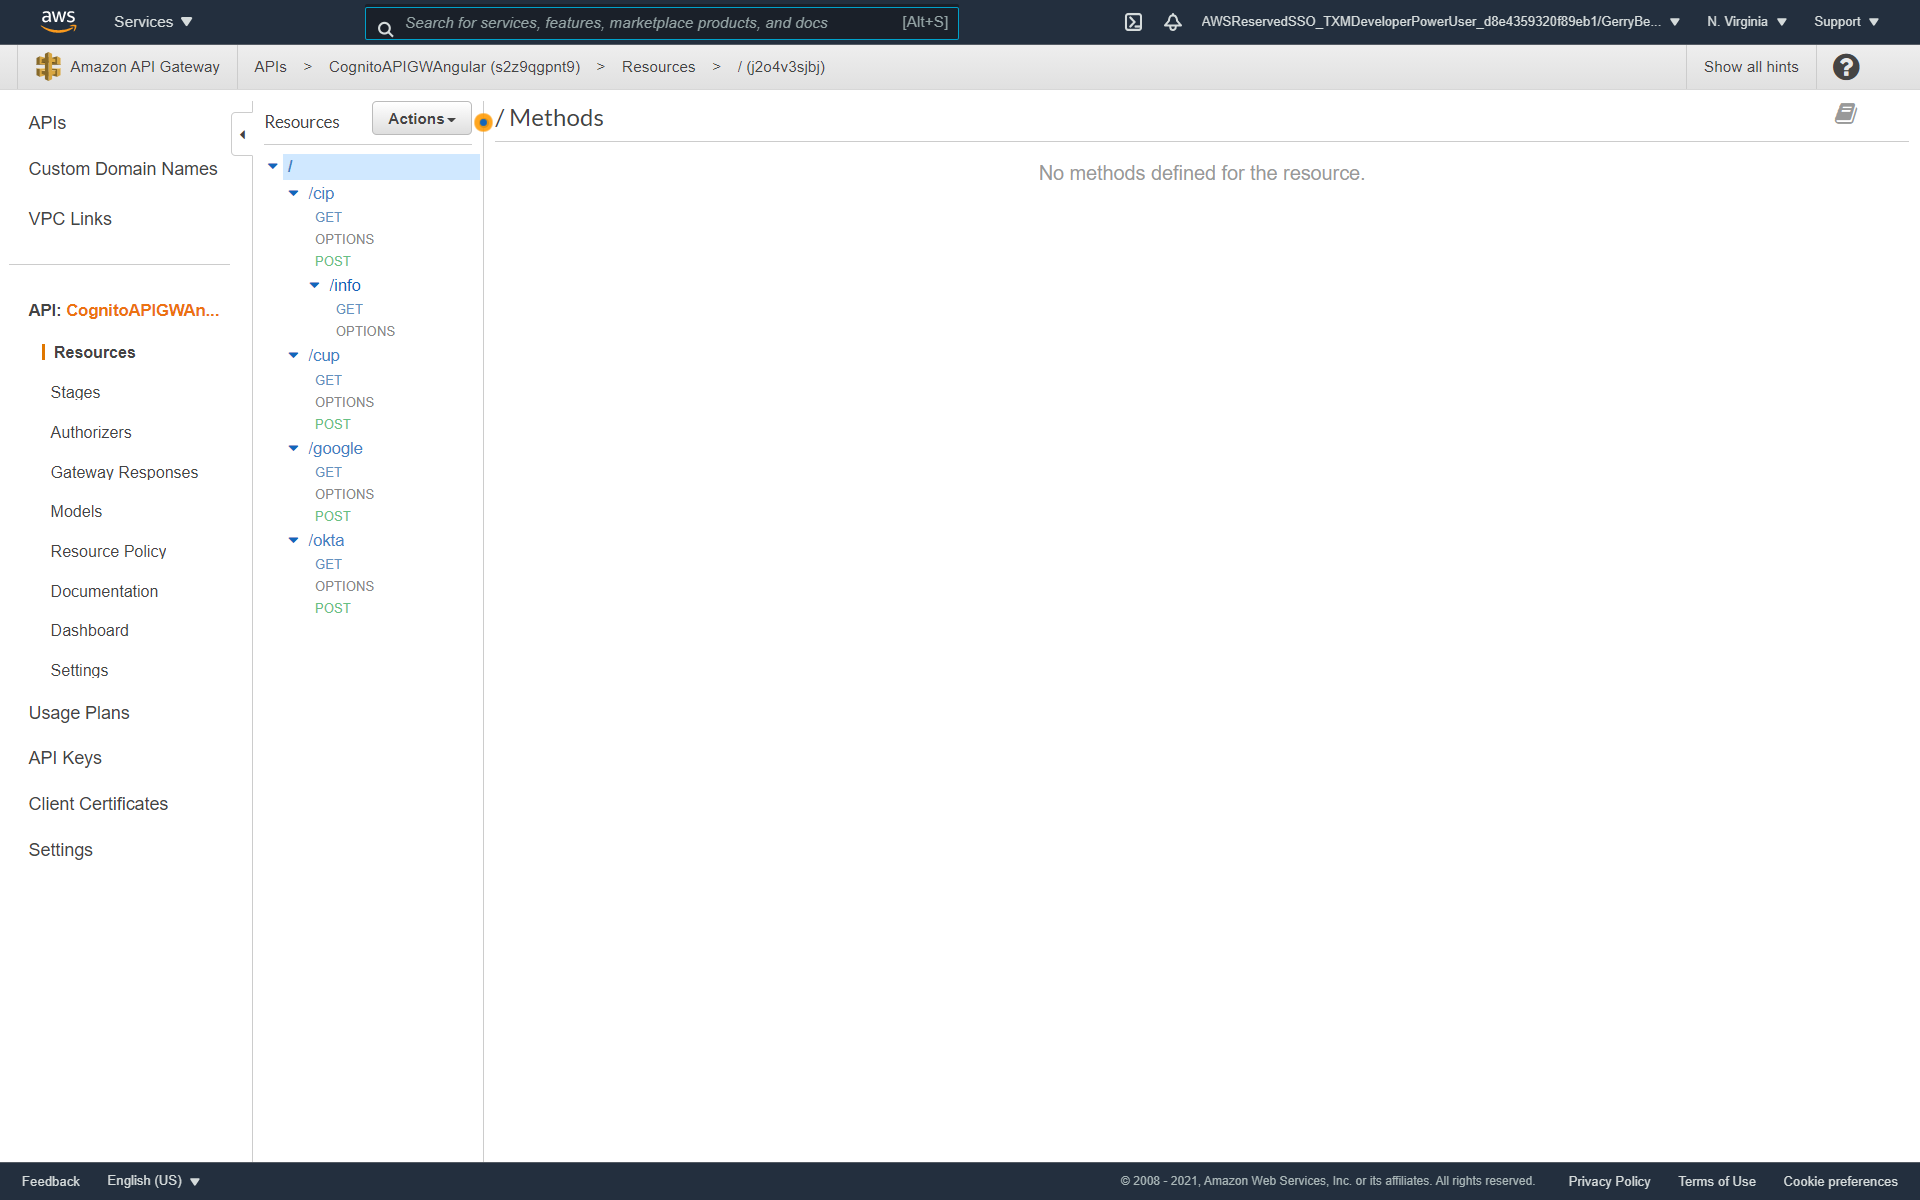 aws
Services
Search for services, features, marketplace products, and docs [Alt+S]
AWSReservedSSO_TXMDeveloperPowerUser_d8e4359320f89eb1/GerryBe...
N. Virginia
Support
Amazon API Gateway
APIs > CognitoAPIGWAngular (s2z9qgpnt9) > Resources > / (j2o4v3sjbj)
Show all hints
?
APIs
Custom Domain Names
VPC Links
API: CognitoAPIGWAn...
Resources
Stages
Authorizers
Gateway Responses
Models
Resource Policy
Documentation
Dashboard
Settings
Usage Plans
API Keys
Client Certificates
Settings
Resources
Actions
/
/cip
GET
OPTIONS
POST
/info
GET
OPTIONS
/cup
GET
OPTIONS
POST
/google
GET
OPTIONS
POST
/okta
GET
OPTIONS
POST
/ Methods
No methods defined for the resource.
Feedback
English (US)
© 2008 - 2021, Amazon Web Services, Inc. or its affiliates. All rights reserved.
Privacy Policy
Terms of Use
Cookie preferences